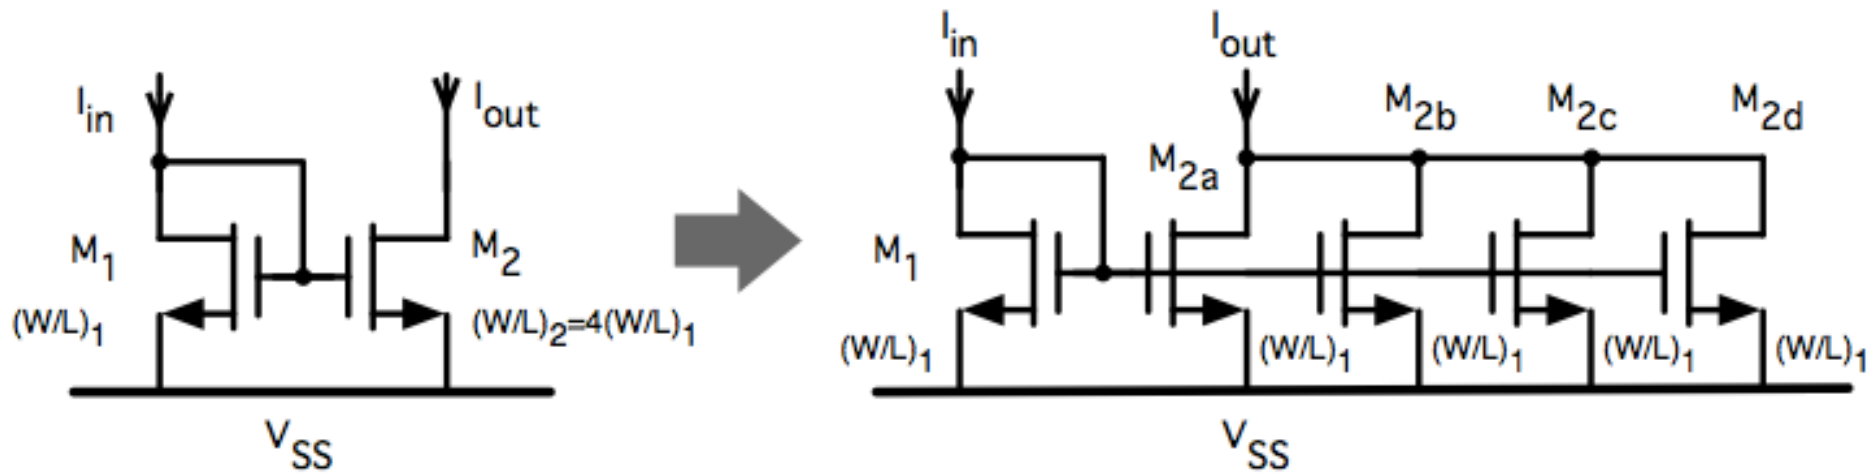 I_in
I_out
M_1
M_2
(W/L)_1
(W/L)_2=4(W/L)_1
V_SS
I_in
I_out
M_2a
M_2b
M_2c
M_2d
M_1
(W/L)_1
(W/L)_1
(W/L)_1
(W/L)_1
(W/L)_1
V_SS